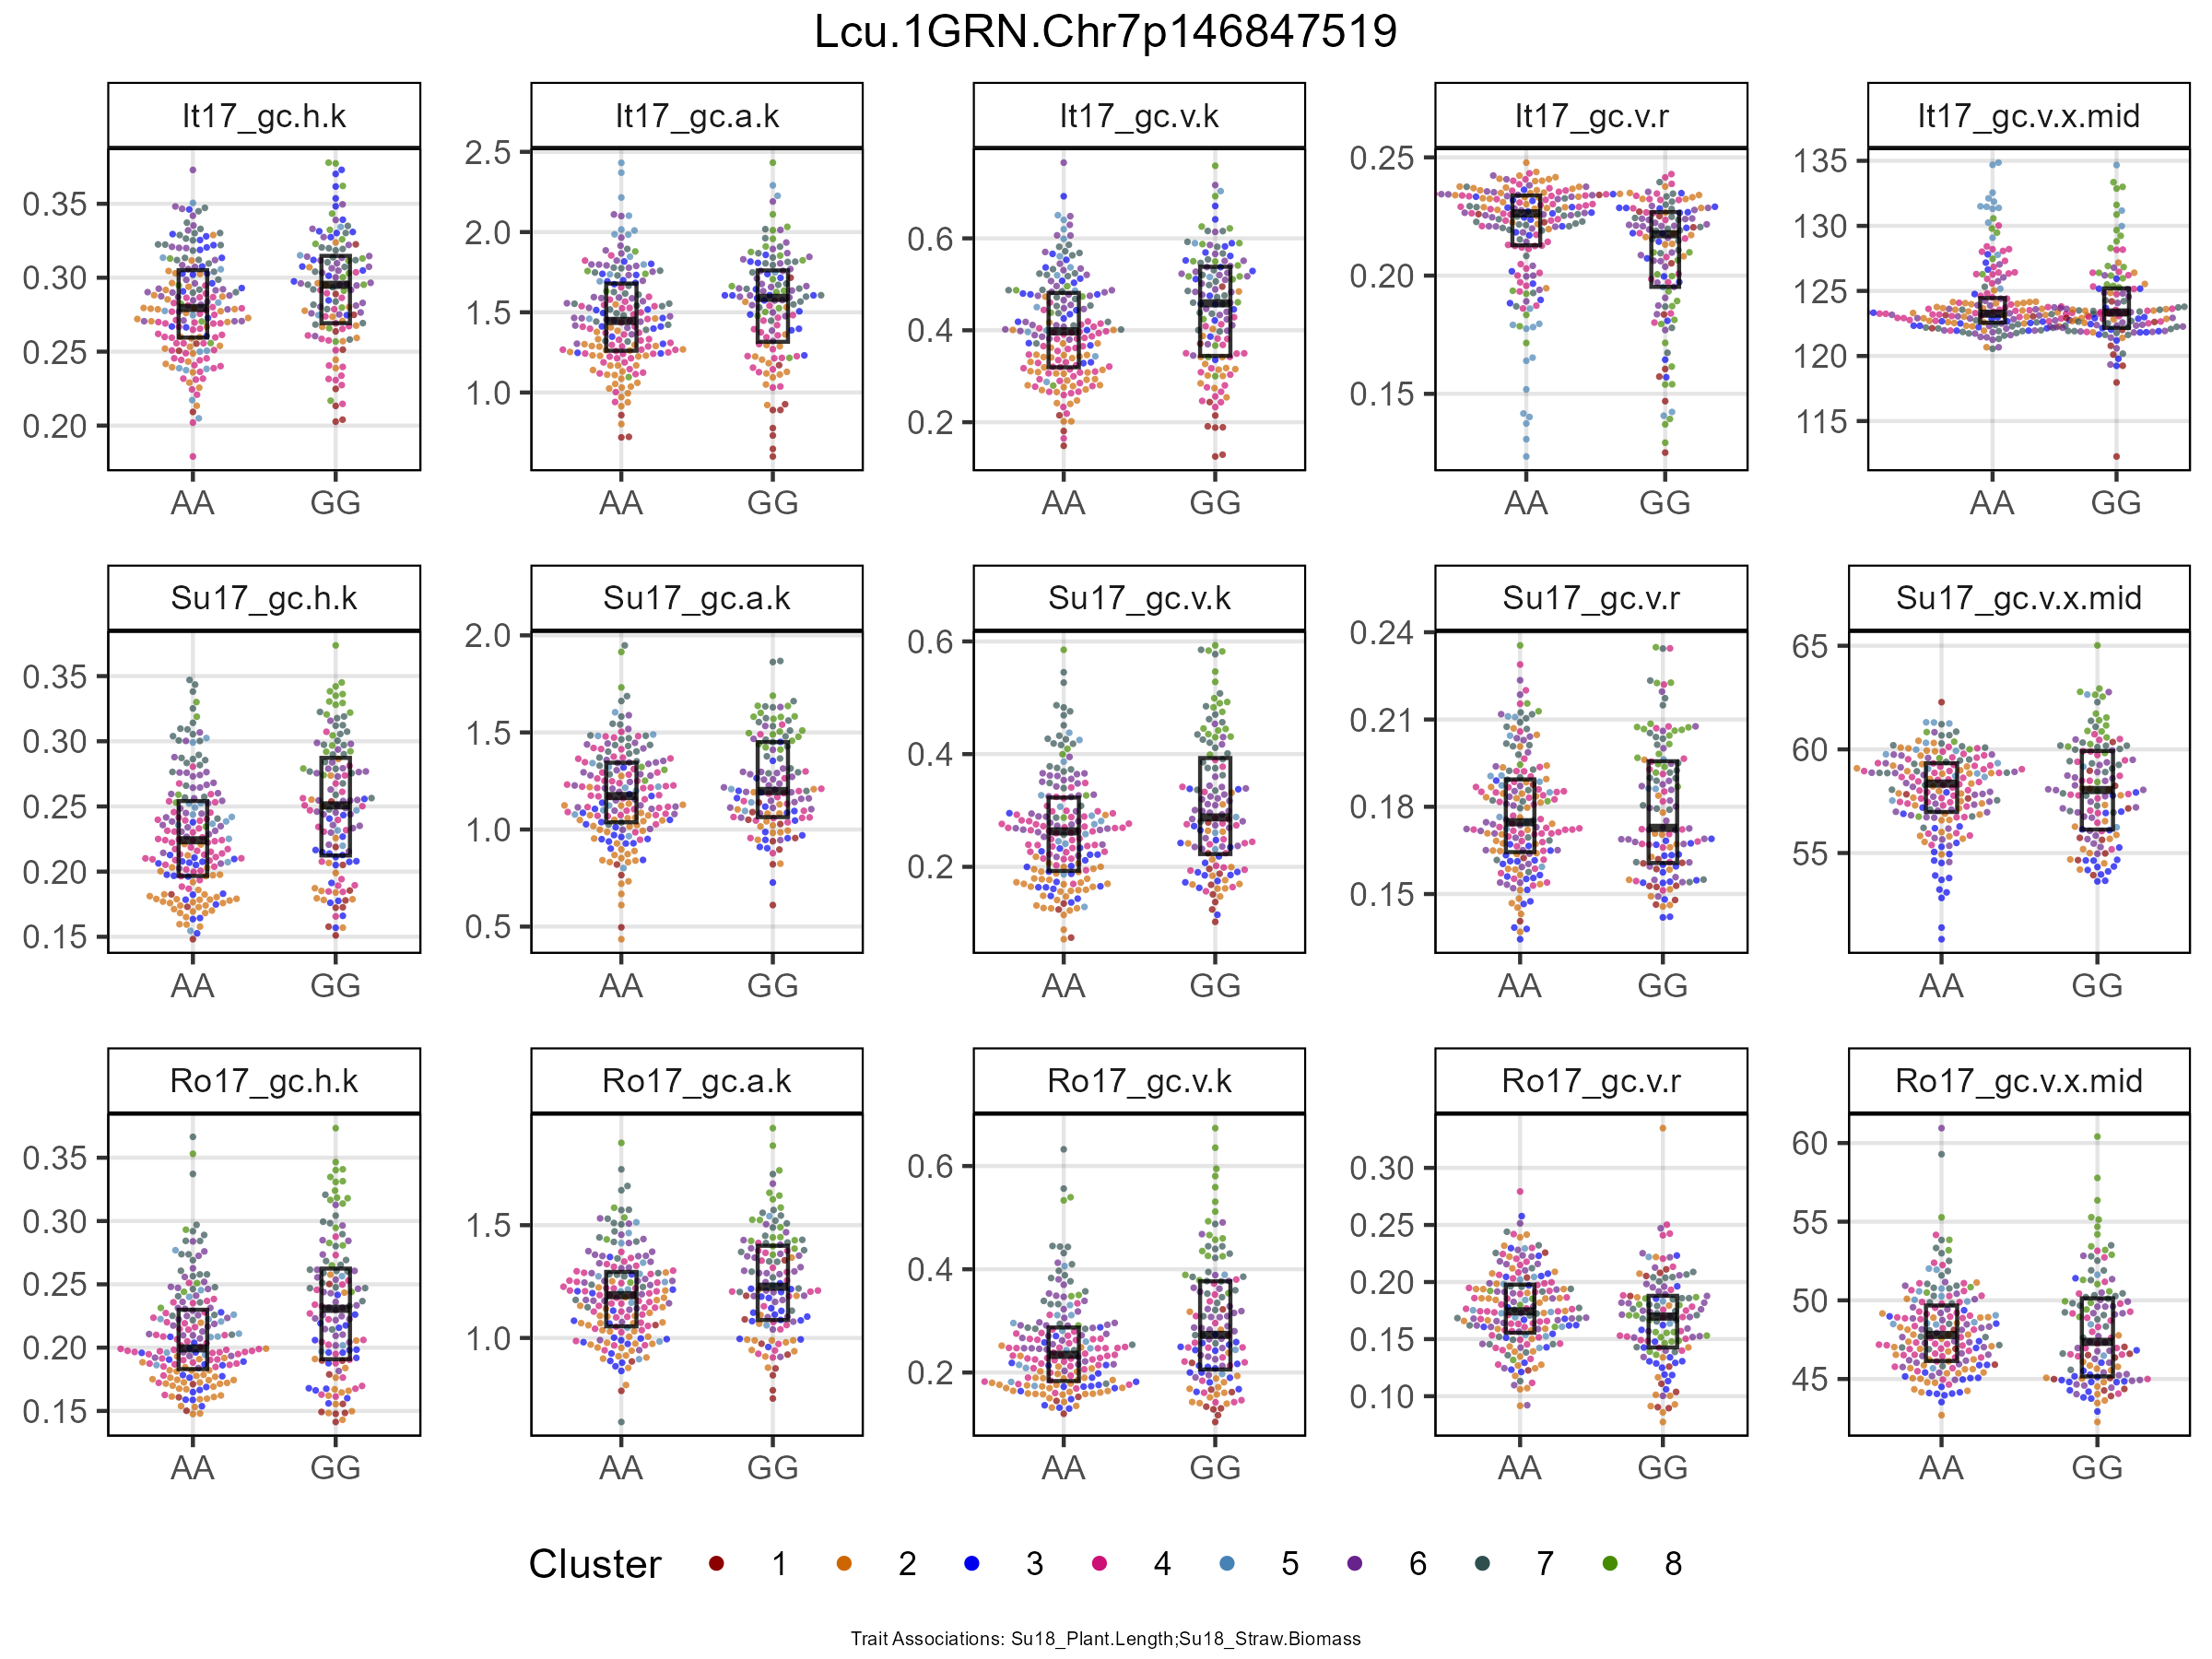 Lcu.1GRN.Chr7p146847519
It17_gc.h.k It17_gc.a.k It17_gc.v.k It17_gc.v.r It17_gc.v.x.mid
0.35 0.30 0.25 0.20 2.5 2.0 1.5 1.0 0.6 0.4 0.2 0.25 0.20 0.15 135 130 125 120 115
AA GG AA GG AA GG AA GG AA GG
Su17_gc.h.k Su17_gc.a.k Su17_gc.v.k Su17_gc.v.r Su17_gc.v.x.mid
0.35 0.30 0.25 0.20 0.15 2.0 1.5 1.0 0.5 0.6 0.4 0.2 0.24 0.21 0.18 0.15 65 60 55
AA GG AA GG AA GG AA GG AA GG
Ro17_gc.h.k Ro17_gc.a.k Ro17_gc.v.k Ro17_gc.v.r Ro17_gc.v.x.mid
0.35 0.30 0.25 0.20 0.15 1.5 1.0 0.6 0.4 0.2 0.30 0.25 0.20 0.15 0.10 60 55 50 45
AA GG AA GG AA GG AA GG AA GG
Cluster 1 2 3 4 5 6 7 8
Trait Associations: Su18_Plant.Length;Su18_Straw.Biomass